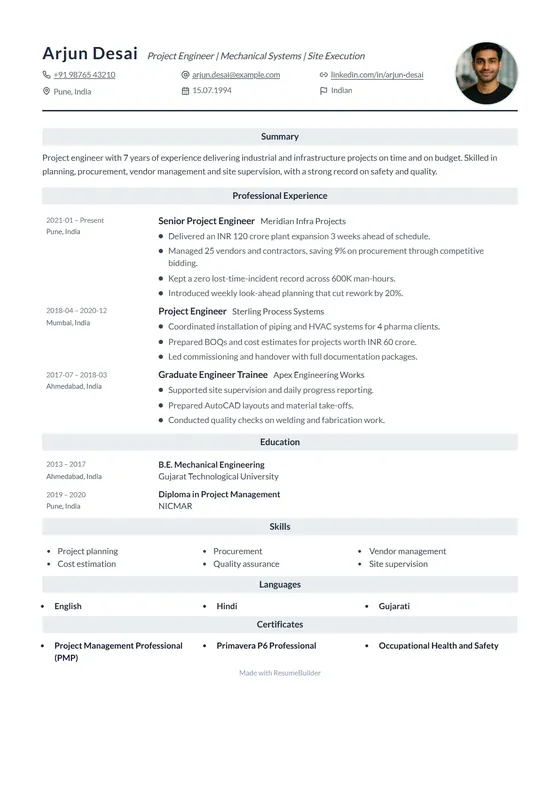 Arjun Desai Project Engineer | Mechanical Systems | Site Execution
+91 98765 43210 arjun.desai@example.com linkedin.com/in/arjun-desai
Pune, India 15.07.1994 Indian
Summary
Project engineer with 7 years of experience delivering industrial and infrastructure projects on time and on budget. Skilled in
planning, procurement, vendor management and site supervision, with a strong record on safety and quality.
Professional Experience
2021-01 – Present
Pune, India
Senior Project Engineer Meridian Infra Projects
• Delivered an INR 120 crore plant expansion 3 weeks ahead of schedule.
• Managed 25 vendors and contractors, saving 9% on procurement through competitive
bidding.
• Kept a zero lost-time-incident record across 600K man-hours.
• Introduced weekly look-ahead planning that cut rework by 20%.
2018-04 – 2020-12
Mumbai, India
Project Engineer Sterling Process Systems
• Coordinated installation of piping and HVAC systems for 4 pharma clients.
• Prepared BOQs and cost estimates for projects worth INR 60 crore.
• Led commissioning and handover with full documentation packages.
2017-07 – 2018-03
Ahmedabad, India
Graduate Engineer Trainee Apex Engineering Works
• Supported site supervision and daily progress reporting.
• Prepared AutoCAD layouts and material take-offs.
• Conducted quality checks on welding and fabrication work.
Education
2013 – 2017
Ahmedabad, India
B.E. Mechanical Engineering
Gujarat Technological University
2019 – 2020
Pune, India
Diploma in Project Management
NICMAR
Skills
• Project planning • Procurement • Vendor management
• Cost estimation • Quality assurance • Site supervision
Languages
• English • Hindi • Gujarati
Certificates
• Project Management Professional • Primavera P6 Professional • Occupational Health and Safety
(PMP)
Made with ResumeBuilder